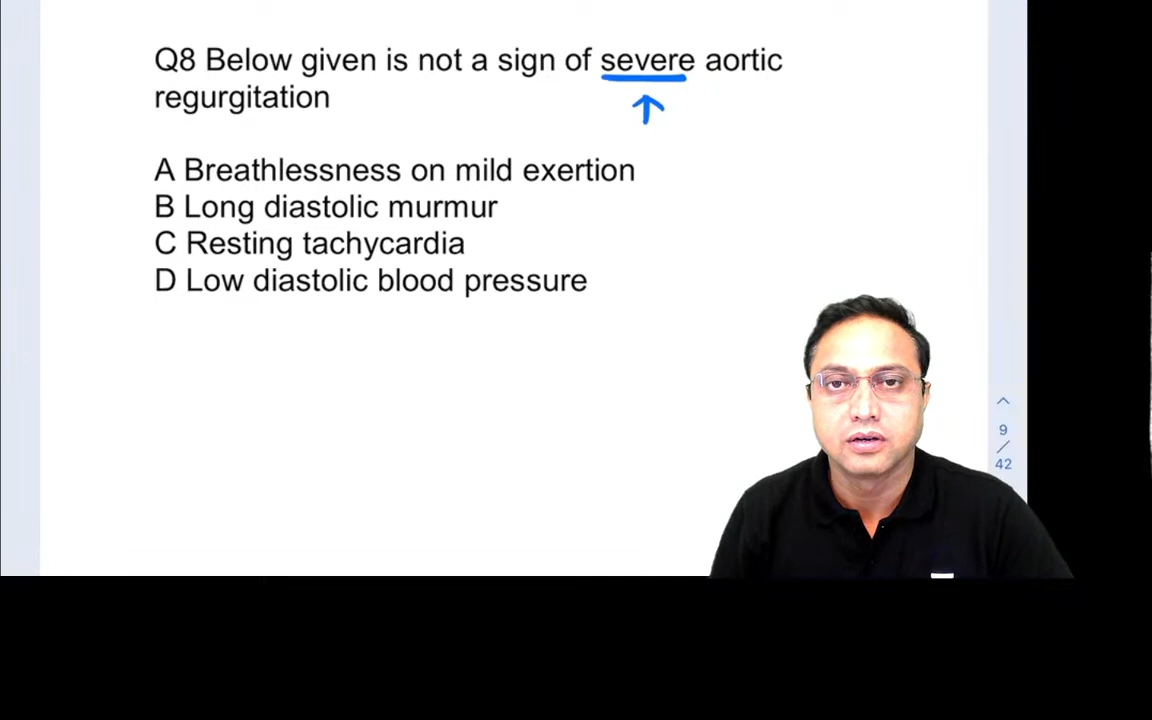 Q8 Below given is not a sign of severe aortic
regurgitation
A Breathlessness on mild exertion
B Long diastolic murmur
C Resting tachycardia
D Low diastolic blood pressure
9
/
42